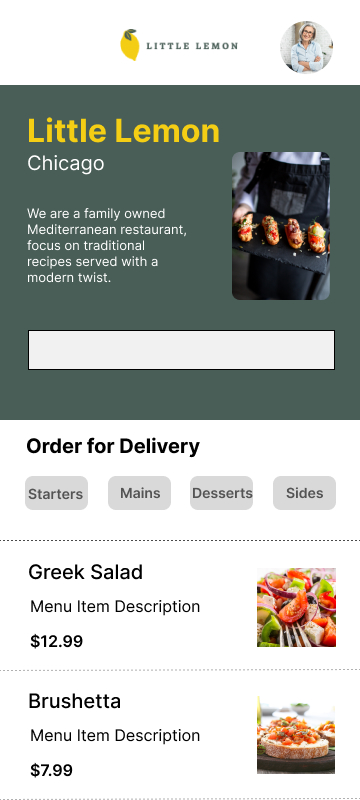 LITTLE LEMON
Little Lemon
Chicago
We are a family owned
Mediterranean restaurant,
focus on traditional
recipes served with a
modern twist.
Order for Delivery
Starters Mains Desserts Sides
Greek Salad
Menu Item Description
$12.99
Brushetta
Menu Item Description
$7.99